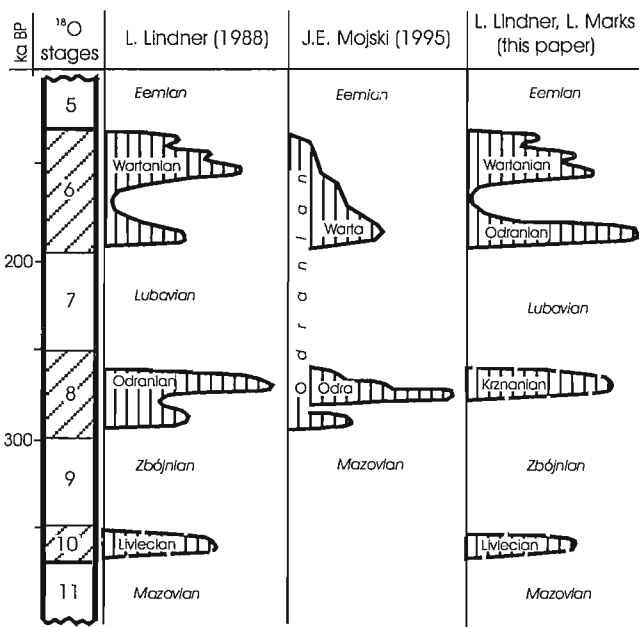 ka BP
¹⁸O
stages
L. Lindner (1988)
J.E. Mojski (1995)
L. Lindner, L. Marks
(this paper)
5
Eemian
Eemian
Eemian
6
Wartanian
Warta
Wartanian
Odranian
200
7
Lubavian
Odranian
Lubavian
8
Odranian
Odra
Krznanian
300
9
Zbójnian
Mazovian
Zbójnian
10
Liviecian
Liviecian
11
Mazovian
Mazovian